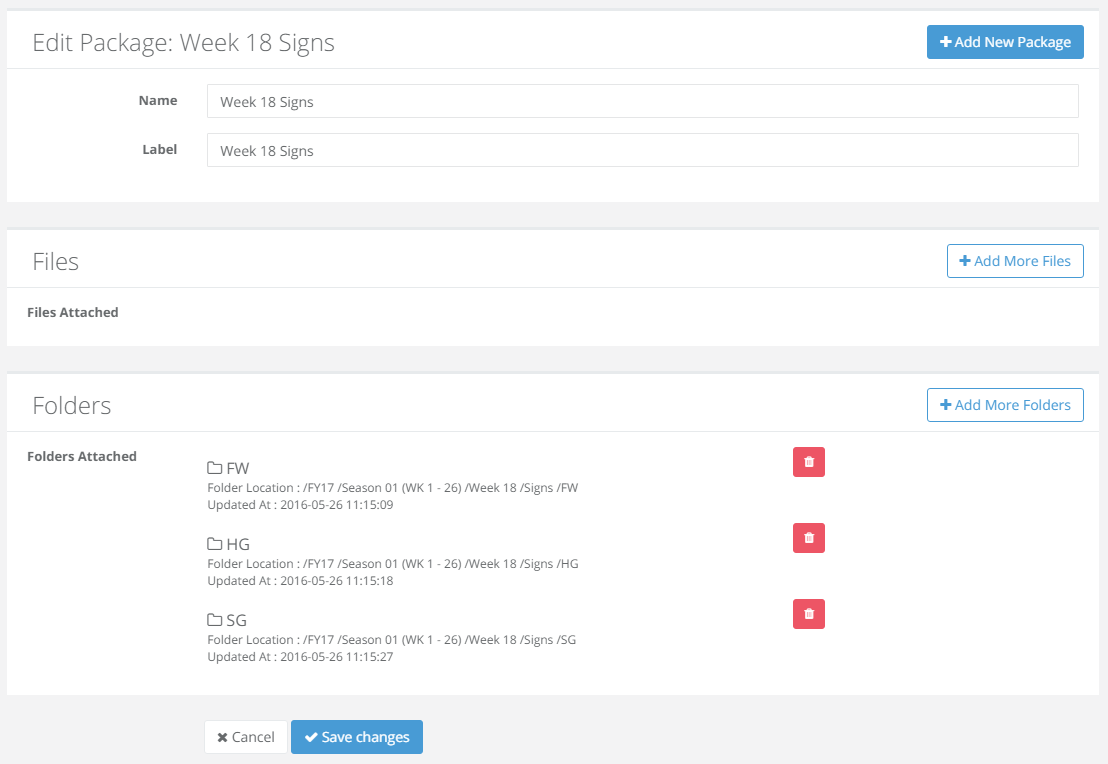 Edit Package: Week 18 Signs
Add New Package
Name
Week 18 Signs
Label
Week 18 Signs
Files
Add More Files
Files Attached
Folders
Add More Folders
Folders Attached
FW
Folder Location : /FY17 /Season 01 (WK 1 - 26) /Week 18 /Signs /FW
Updated At : 2016-05-26 11:15:09
HG
Folder Location : /FY17 /Season 01 (WK 1 - 26) /Week 18 /Signs /HG
Updated At : 2016-05-26 11:15:18
SG
Folder Location : /FY17 /Season 01 (WK 1 - 26) /Week 18 /Signs /SG
Updated At : 2016-05-26 11:15:27
Cancel
Save changes